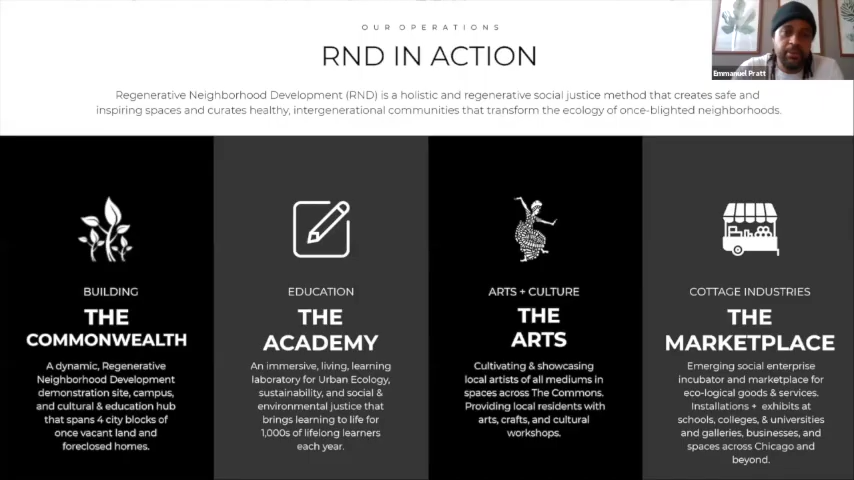 OUR OPERATIONS
RND IN ACTION
Regenerative Neighborhood Development (RND) is a holistic and regenerative social justice method that creates safe and
inspiring spaces and curates healthy, intergenerational communities that transform the ecology of once-blighted neighborhoods.
Emmanuel Pratt
BUILDING
THE
COMMONWEALTH
A dynamic, Regenerative
Neighborhood Development
demonstration site, campus,
and cultural & education hub
that spans 4 city blocks of
once vacant land and
foreclosed homes.
EDUCATION
THE
ACADEMY
An immersive, living, learning
laboratory for Urban Ecology,
sustainability, and social &
environmental justice that
brings learning to life for
1,000s of lifelong learners
each year.
ARTS + CULTURE
THE
ARTS
Cultivating & showcasing
local artists of all mediums in
spaces across The Commons.
Providing local residents with
arts, crafts, and cultural
workshops.
COTTAGE INDUSTRIES
THE
MARKETPLACE
Emerging social enterprise
incubator and marketplace for
eco-logical goods & services.
Installations + exhibits at
schools, colleges, & universities
and galleries, businesses, and
spaces across Chicago and
beyond.